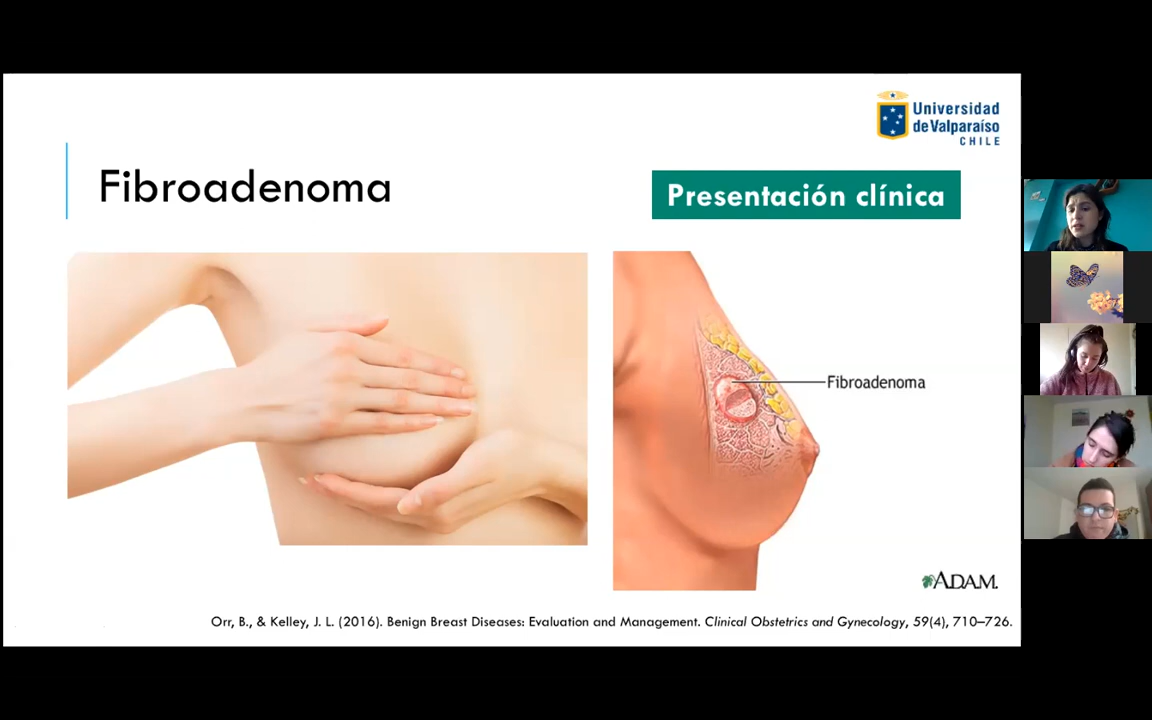 Universidad
de Valparaíso
CHILE
Fibroadenoma
Presentación clínica
Fibroadenoma
ADAM.
Orr, B., & Kelley, J. L. (2016). Benign Breast Diseases: Evaluation and Management. Clinical Obstetrics and Gynecology, 59(4), 710–726.